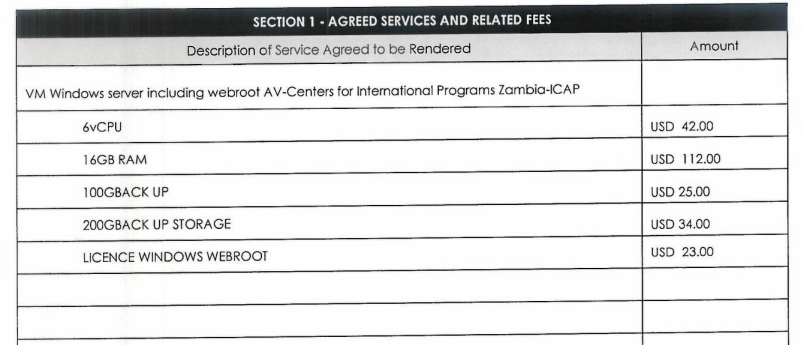 SECTION 1 - AGREED SERVICES AND RELATED FEES
Description of Service Agreed to be Rendered Amount
VM Windows server including webroot AV-Centers for International Programs Zambia-ICAP
6vCPU USD 42.00
16GB RAM USD 112.00
100GBACK UP USD 25.00
200GBACK UP STORAGE USD 34.00
LICENCE WINDOWS WEBROOT USD 23.00